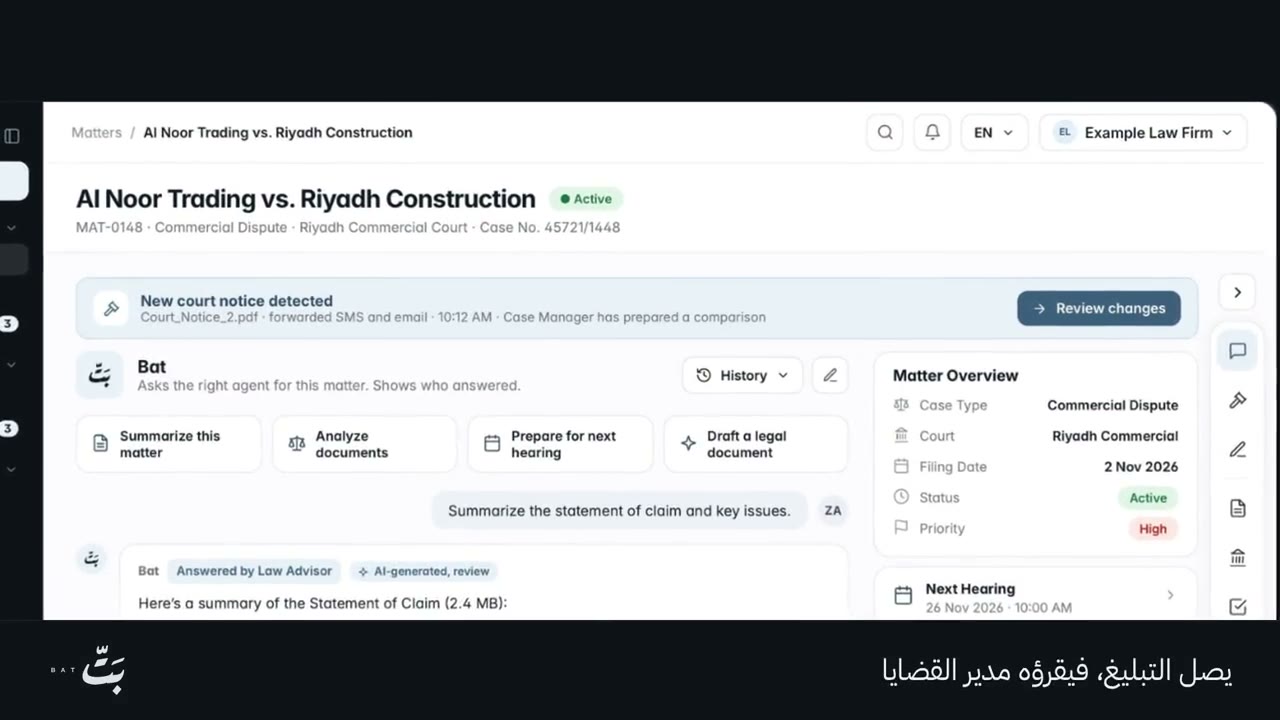 Matters / Al Noor Trading vs. Riyadh Construction
EN
EL Example Law Firm
Al Noor Trading vs. Riyadh Construction
Active
MAT-0148 · Commercial Dispute · Riyadh Commercial Court · Case No. 45721/1448
New court notice detected
Court_Notice_2.pdf · forwarded SMS and email · 10:12 AM · Case Manager has prepared a comparison
Review changes
3
3
بَتّ
Bat
Asks the right agent for this matter. Shows who answered.
History
Summarize this
matter
Analyze
documents
Prepare for next
hearing
Draft a legal
document
Summarize the statement of claim and key issues.
ZA
بَتّ
Bat
Answered by Law Advisor
AI-generated, review
Here's a summary of the Statement of Claim (2.4 MB):
Matter Overview
Case Type Commercial Dispute
Court Riyadh Commercial
Filing Date 2 Nov 2026
Status Active
Priority High
Next Hearing
26 Nov 2026 · 10:00 AM
BAT بَتّ
يصل التبليغ، فيقرؤه مدير القضايا